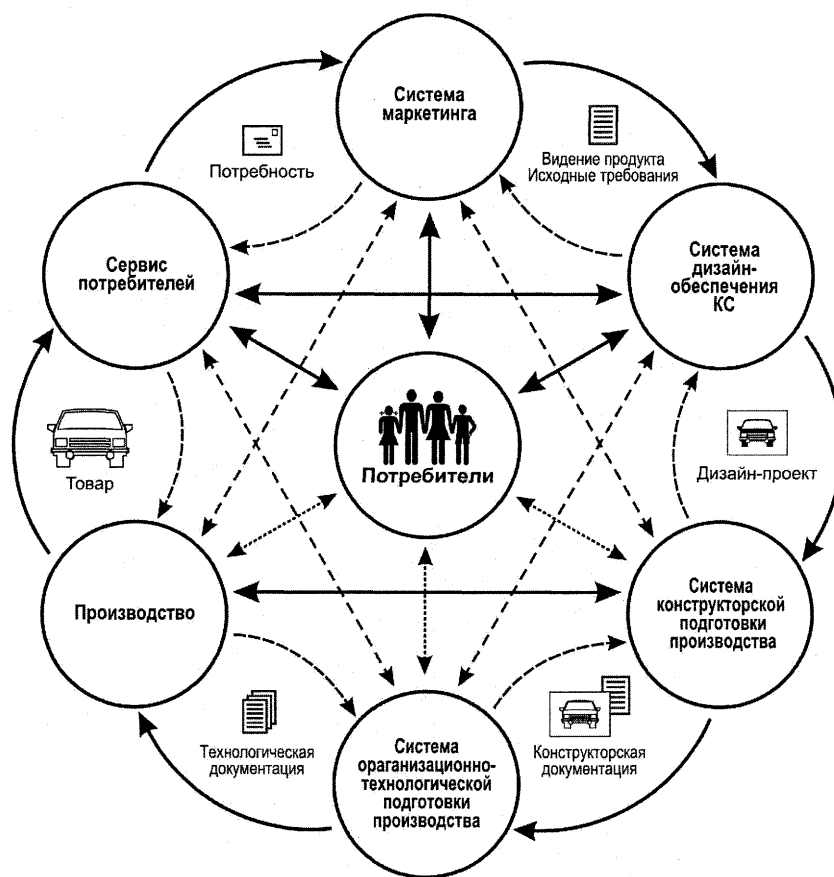 Система
маркетинга
Потребность
Видение продукта
Исходные требования
Сервис
потребителей
Система
дизайн-
обеспечения
КС
Потребители
Товар
Дизайн-проект
Производство
Система
конструкторской
подготовки
производства
Технологическая
документация
Система
ораганизационно-
технологической
подготовки
производства
Конструкторская
документация